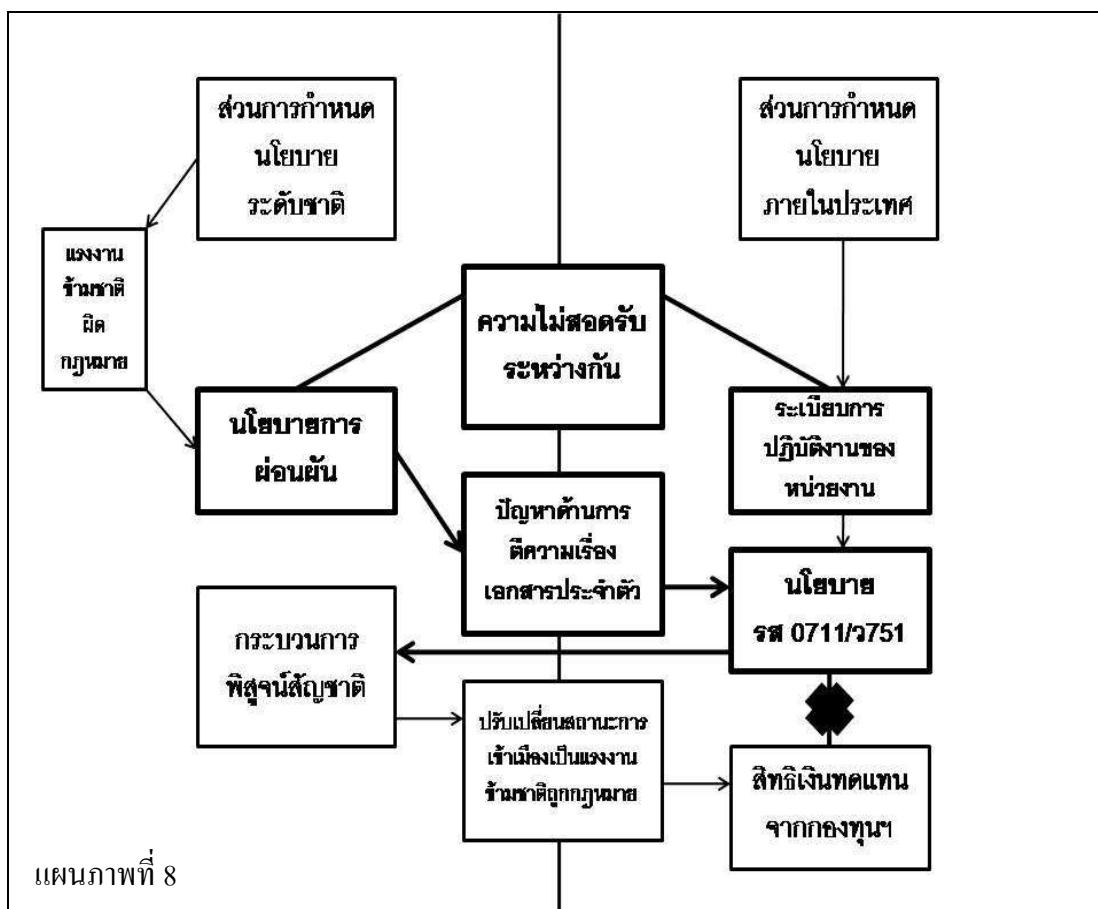 ส่วนการกำหนด
นโยบาย
ระดับชาติ
ส่วนการกำหนด
นโยบาย
ภายในประเทศ
แรงงาน
ข้ามชาติ
ผิด
กฎหมาย
ความไม่สอดรับ
ระหว่างกัน
นโยบายการ
ผ่อนผัน
ระเบียบการ
ปฏิบัติงานของ
หน่วยงาน
ปัญหาด้านการ
ตีความเรื่อง
เอกสารประจำตัว
นโยบาย
รส 0711/ว751
กระบวนการ
พิสูจน์สัญชาติ
ปรับเปลี่ยนสถานะการ
เข้าเมืองเป็นแรงงาน
ข้ามชาติถูกกฎหมาย
สิทธิเงินทดแทน
จากกองทุนฯ
แผนภาพที่ 8